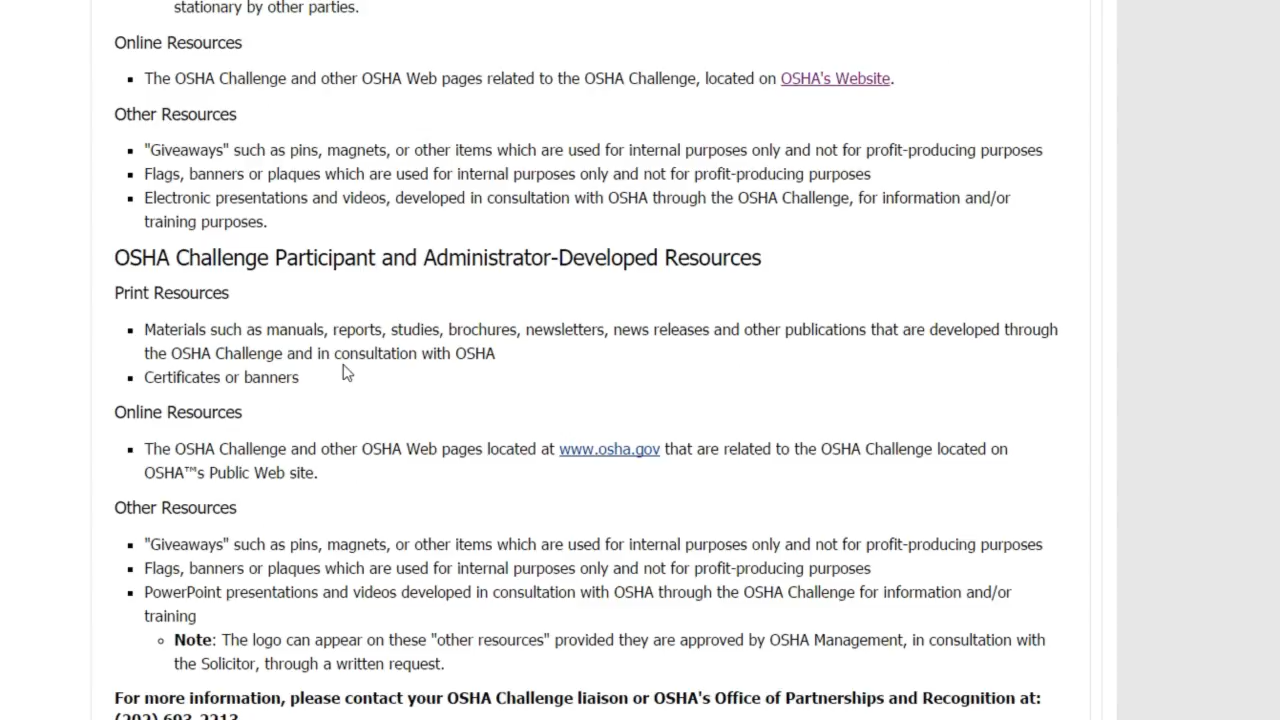 stationary by other parties.
Online Resources
The OSHA Challenge and other OSHA Web pages related to the OSHA Challenge, located on OSHA's Website.
Other Resources
"Giveaways" such as pins, magnets, or other items which are used for internal purposes only and not for profit-producing purposes
Flags, banners or plaques which are used for internal purposes only and not for profit-producing purposes
Electronic presentations and videos, developed in consultation with OSHA through the OSHA Challenge, for information and/or
training purposes.
OSHA Challenge Participant and Administrator-Developed Resources
Print Resources
Materials such as manuals, reports, studies, brochures, newsletters, news releases and other publications that are developed through
the OSHA Challenge and in consultation with OSHA
Certificates or banners
Online Resources
The OSHA Challenge and other OSHA Web pages located at www.osha.gov that are related to the OSHA Challenge located on
OSHA™s Public Web site.
Other Resources
"Giveaways" such as pins, magnets, or other items which are used for internal purposes only and not for profit-producing purposes
Flags, banners or plaques which are used for internal purposes only and not for profit-producing purposes
PowerPoint presentations and videos developed in consultation with OSHA through the OSHA Challenge for information and/or
training
Note: The logo can appear on these "other resources" provided they are approved by OSHA Management, in consultation with
the Solicitor, through a written request.
For more information, please contact your OSHA Challenge liaison or OSHA's Office of Partnerships and Recognition at:
(202) 693-2213